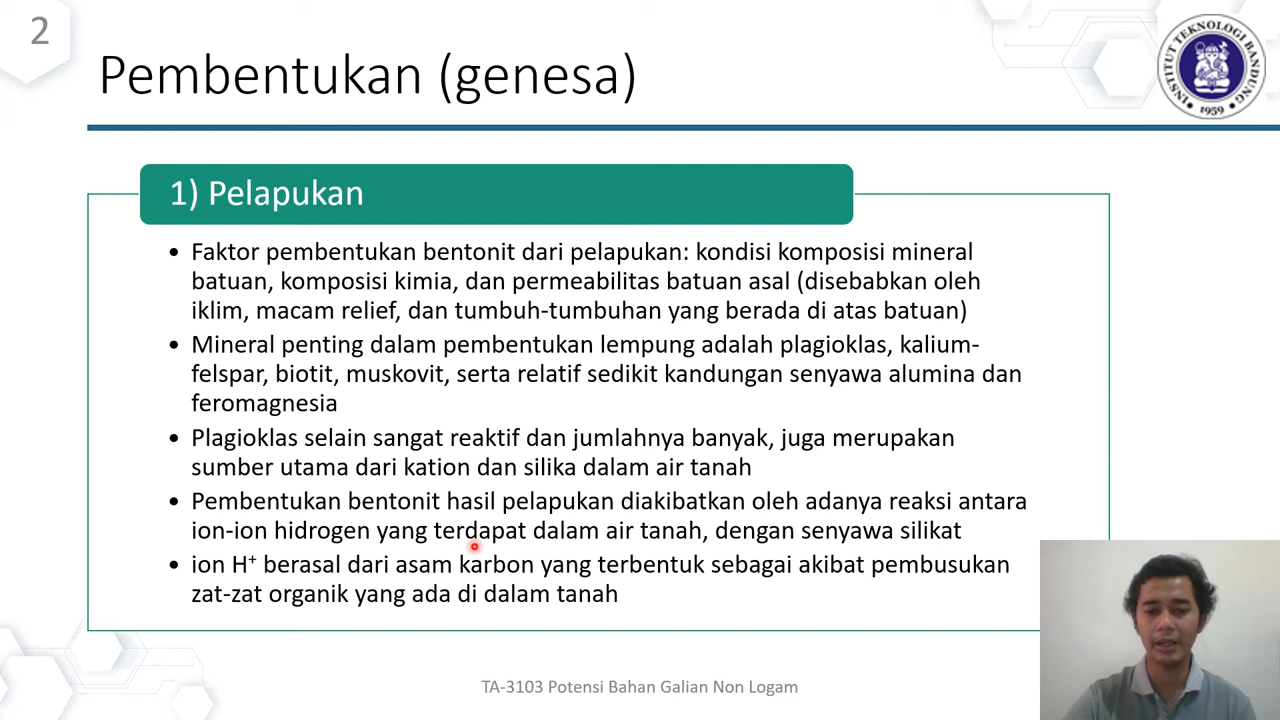 2
Pembentukan (genesa)
INSTITUT TEKNOLOGI BANDUNG
1959
1) Pelapukan
• Faktor pembentukan bentonit dari pelapukan: kondisi komposisi mineral
batuan, komposisi kimia, dan permeabilitas batuan asal (disebabkan oleh
iklim, macam relief, dan tumbuh-tumbuhan yang berada di atas batuan)
• Mineral penting dalam pembentukan lempung adalah plagioklas, kalium-
felspar, biotit, muskovit, serta relatif sedikit kandungan senyawa alumina dan
feromagnesia
• Plagioklas selain sangat reaktif dan jumlahnya banyak, juga merupakan
sumber utama dari kation dan silika dalam air tanah
• Pembentukan bentonit hasil pelapukan diakibatkan oleh adanya reaksi antara
ion-ion hidrogen yang terdapat dalam air tanah, dengan senyawa silikat
• ion H⁺ berasal dari asam karbon yang terbentuk sebagai akibat pembusukan
zat-zat organik yang ada di dalam tanah
TA-3103 Potensi Bahan Galian Non Logam